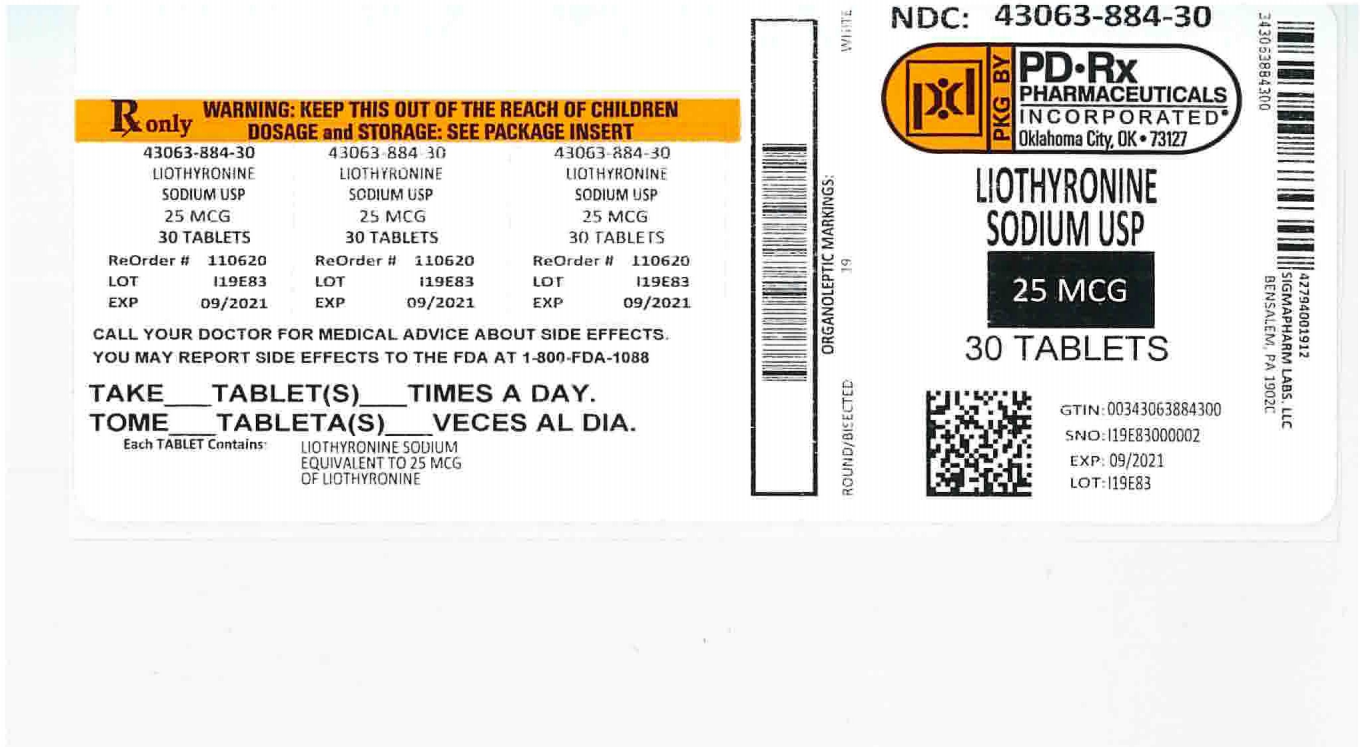 Rx only
WARNING: KEEP THIS OUT OF THE REACH OF CHILDREN
DOSAGE and STORAGE: SEE PACKAGE INSERT
43063-884-30 43063-884-30 43063-884-30
LIOTHYRONINE LIOTHYRONINE LIOTHYRONINE
SODIUM USP SODIUM USP SODIUM USP
25 MCG 25 MCG 25 MCG
30 TABLETS 30 TABLETS 30 TABLETS
ReOrder # 110620 ReOrder # 110620 ReOrder # 110620
LOT I19E83 LOT I19E83 LOT I19E83
EXP 09/2021 EXP 09/2021 EXP 09/2021
CALL YOUR DOCTOR FOR MEDICAL ADVICE ABOUT SIDE EFFECTS.
YOU MAY REPORT SIDE EFFECTS TO THE FDA AT 1-800-FDA-1088
TAKE___TABLET(S)___TIMES A DAY.
TOME___TABLETA(S)___VECES AL DIA.
Each TABLET Contains: LIOTHYRONINE SODIUM
EQUIVALENT TO 25 MCG
OF LIOTHYRONINE
ORGANOLEPTIC MARKINGS:
ROUND/BISECTED 19 WHITE
NDC: 43063-884-30
PKG BY
PD·Rx
PHARMACEUTICALS
INCORPORATED®
Oklahoma City, OK • 73127
LIOTHYRONINE
SODIUM USP
25 MCG
30 TABLETS
GTIN: 00343063884300
SNO: I19E83000002
EXP: 09/2021
LOT: I19E83
343063884300
42794001912
SIGMAPHARM LABS, LLC
BENSALEM, PA 1902C